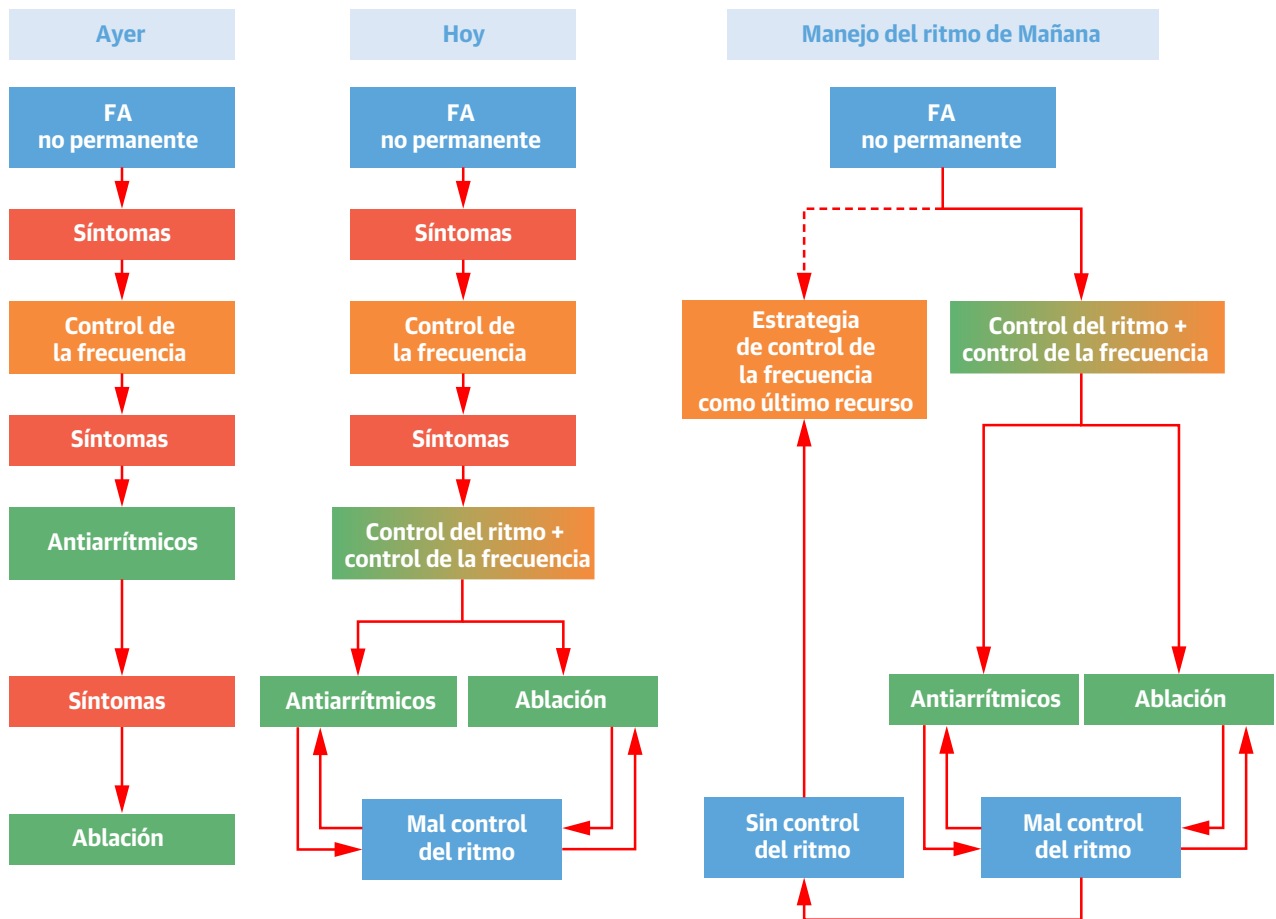 Ayer
FA
no permanente
Síntomas
Control de
la frecuencia
Síntomas
Antiarrítmicos
Síntomas
Ablación
Hoy
FA
no permanente
Síntomas
Control de
la frecuencia
Síntomas
Control del ritmo +
control de la frecuencia
Antiarrítmicos
Ablación
Mal control
del ritmo
Manejo del ritmo de Mañana
FA
no permanente
Estrategia
de control de
la frecuencia
como último recurso
Control del ritmo +
control de la frecuencia
Antiarrítmicos
Ablación
Sin control
del ritmo
Mal control
del ritmo